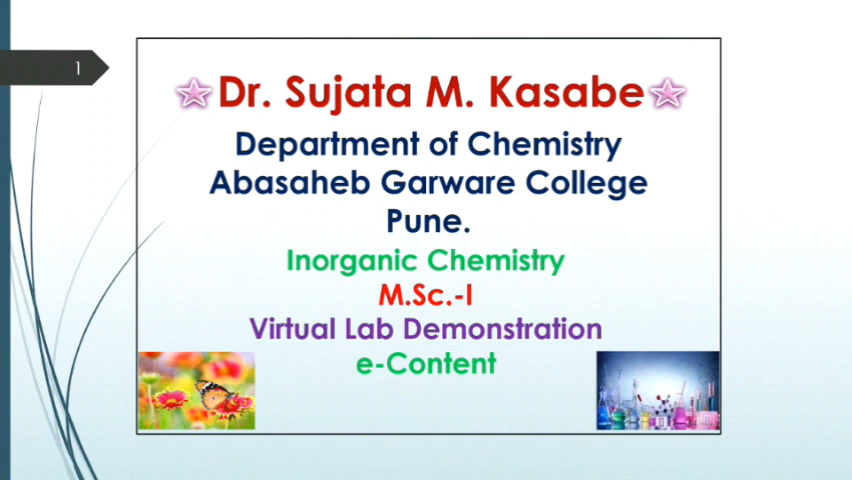 1
Dr. Sujata M. Kasabe
Department of Chemistry
Abasaheb Garware College
Pune.
Inorganic Chemistry
M.Sc.-I
Virtual Lab Demonstration
e-Content